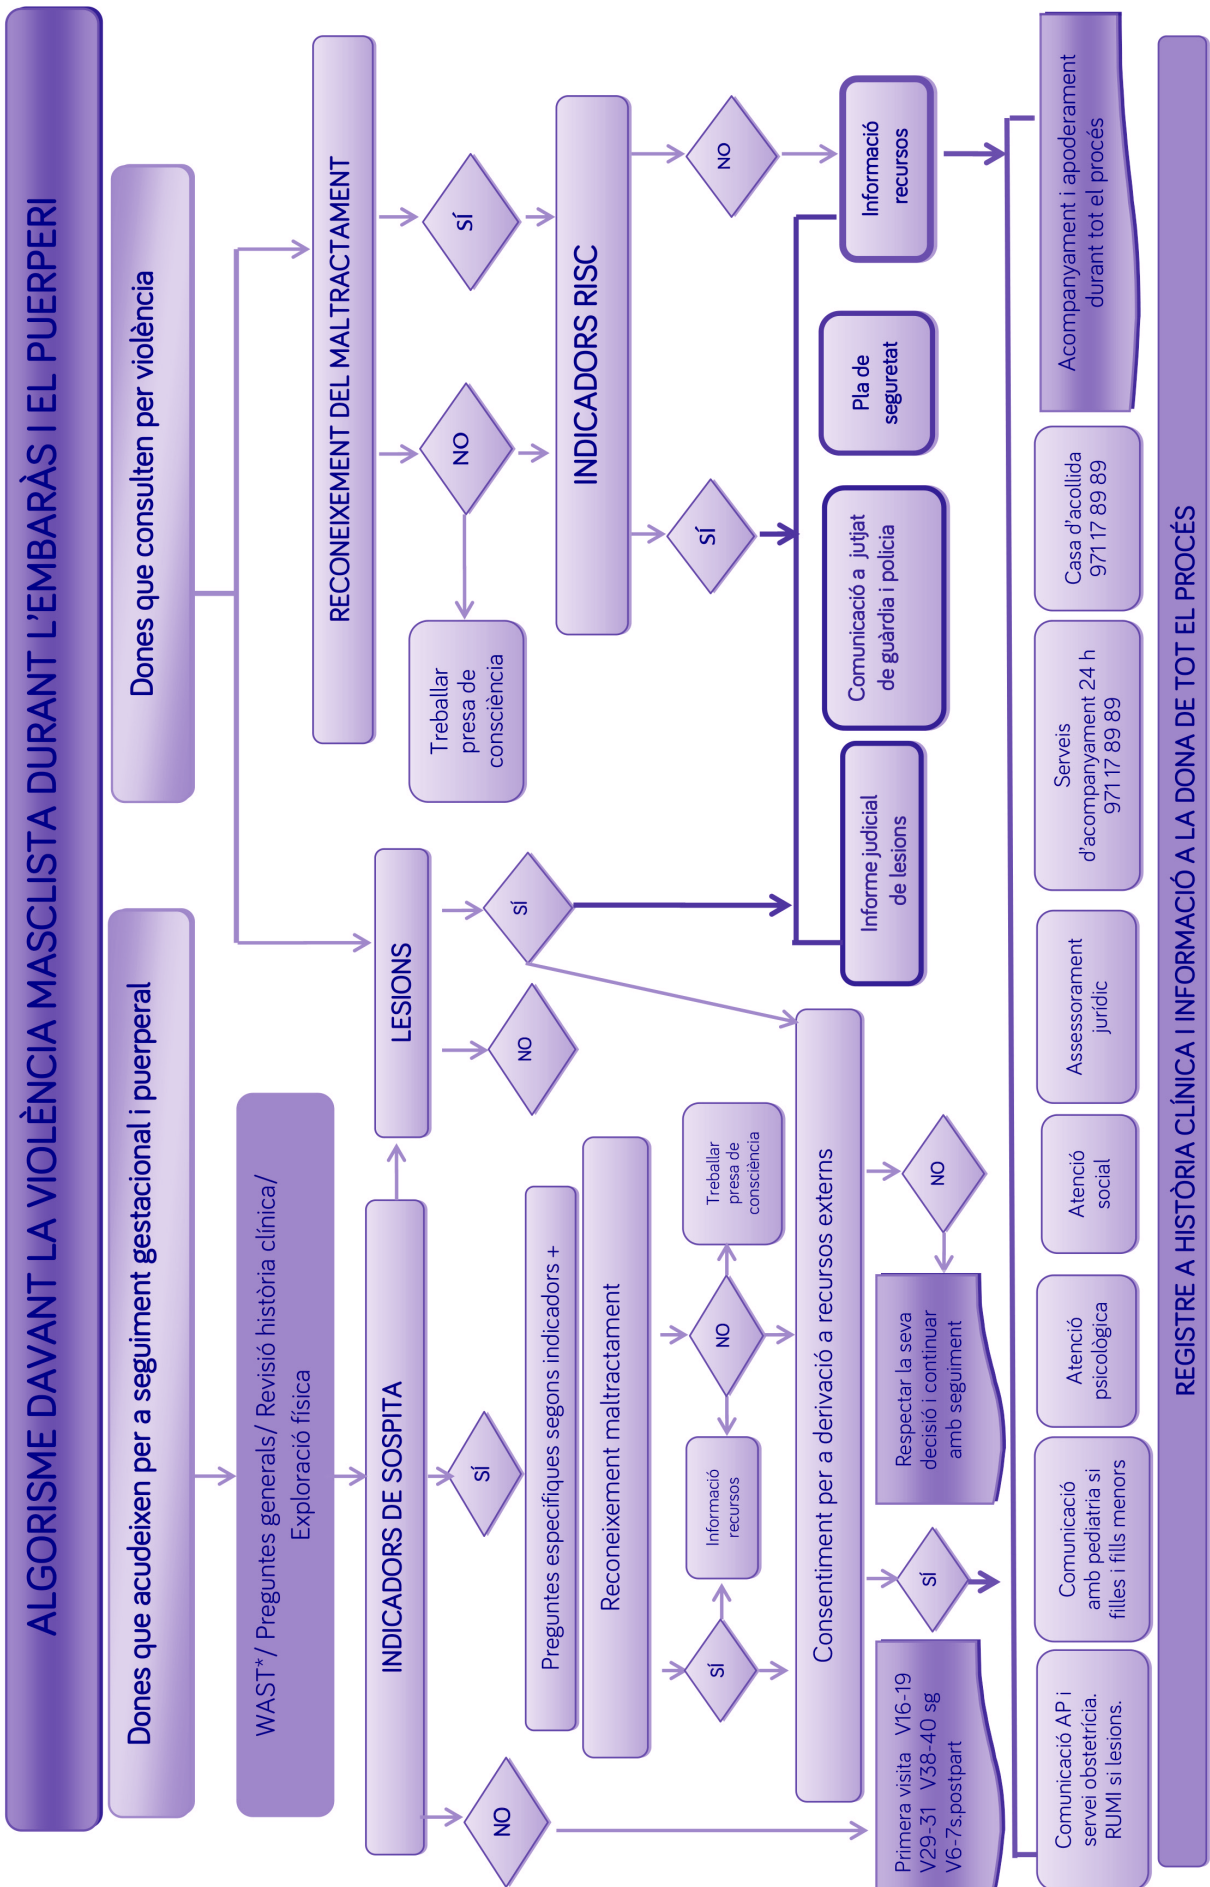 ALGORISME DAVANT LA VIOLÈNCIA MASCLISTA DURANT L'EMBARÀS I EL PUERPERI
Dones que acudeixen per a seguiment gestacional i puerperal
Dones que consulten per violència
WAST*/ Preguntes generals/ Revisió història clínica/
Exploració física
RECONEIXEMENT DEL MALTRACTAMENT
INDICADORS DE SOSPITA
LESIONS
NO
SÍ
NO
SÍ
NO
SÍ
Treballar
presa de
consciència
Preguntes especifiques segons indicadors +
Reconeixement maltractament
INDICADORS RISC
SÍ
NO
Informació
recursos
Treballar
presa de
consciència
SÍ
NO
Consentiment per a derivació a recursos externs
Informe judicial
de lesions
Comunicació a jutjat
de guàrdia i policia
Pla de
seguretat
Informació
recursos
Primera visita V16-19
V29-31 V38-40 sg
V6-7s.postpart
SÍ
Respectar la seva
decisió i continuar
amb seguiment
NO
Comunicació AP i
servei obstetrícia.
RUMI si lesions.
Comunicació
amb pediatria si
filles i fills menors
Atenció
psicològica
Atenció
social
Assessorament
jurídic
Serveis
d'acompanyament 24 h
971 17 89 89
Casa d'acollida
971 17 89 89
Acompanyament i apoderament
durant tot el procés
REGISTRE A HISTÒRIA CLÍNICA I INFORMACIÓ A LA DONA DE TOT EL PROCÉS